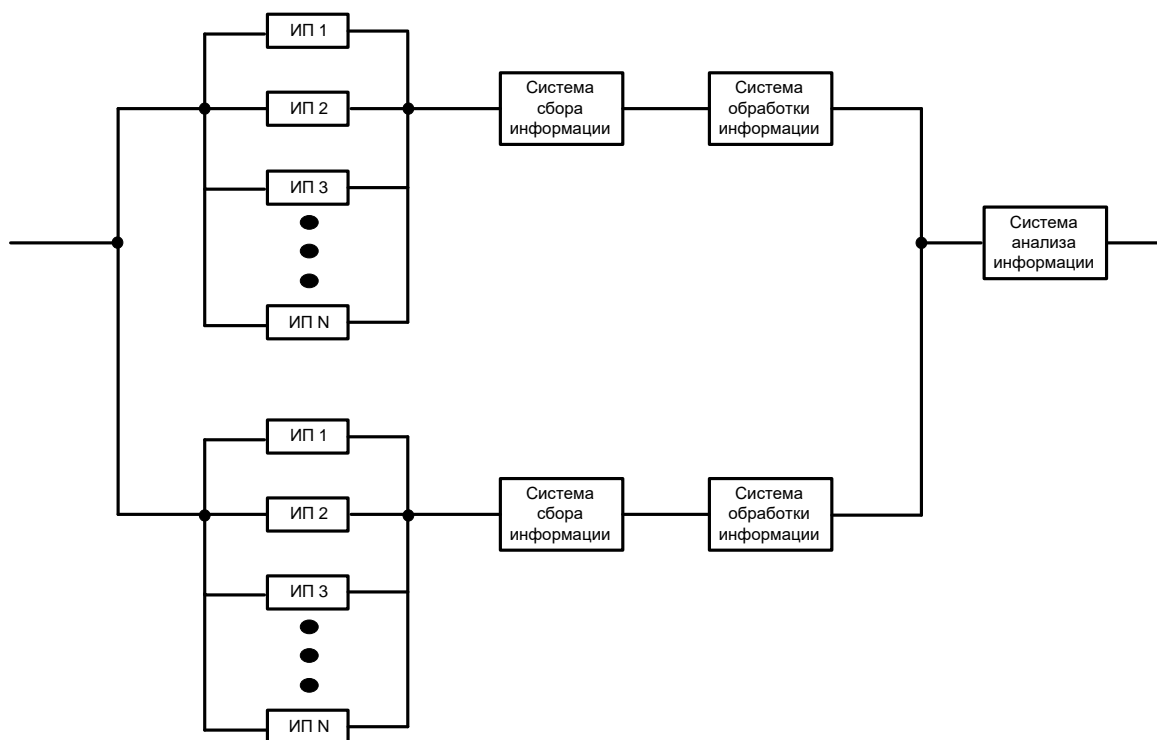 ИП 1
ИП 2
ИП 3
ИП N
Система
сбора
информации
Система
обработки
информации
Система
анализа
информации
ИП 1
ИП 2
ИП 3
ИП N
Система
сбора
информации
Система
обработки
информации